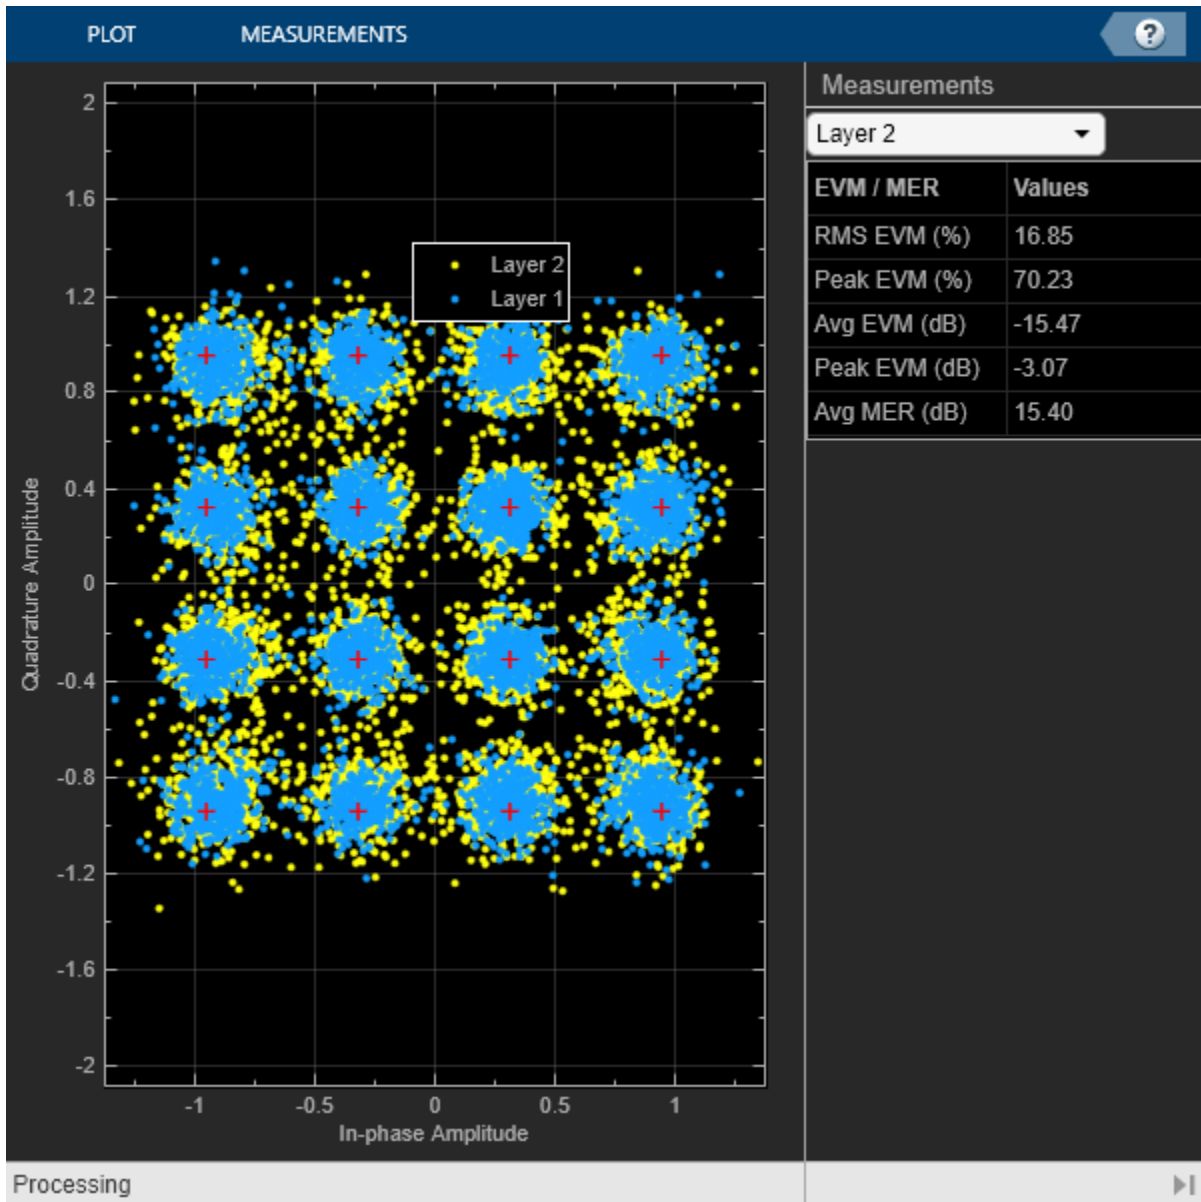 PLOT MEASUREMENTS ?
Measurements
Layer 2
EVM / MER Values
RMS EVM (%) 16.85
Peak EVM (%) 70.23
Avg EVM (dB) -15.47
Peak EVM (dB) -3.07
Avg MER (dB) 15.40
Layer 2
Layer 1
2
1.6
1.2
0.8
0.4
0
-0.4
-0.8
-1.2
-1.6
-2
Quadrature Amplitude
-1 -0.5 0 0.5 1
In-phase Amplitude
Processing